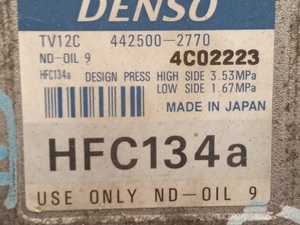 DENSO
TV12C 442500-2770
ND-OIL 9 4C02223
HFC134a DESIGN PRESS HIGH SIDE 3.53MPa
LOW SIDE 1.67MPa
MADE IN JAPAN
HFC134a
USE ONLY ND-OIL 9